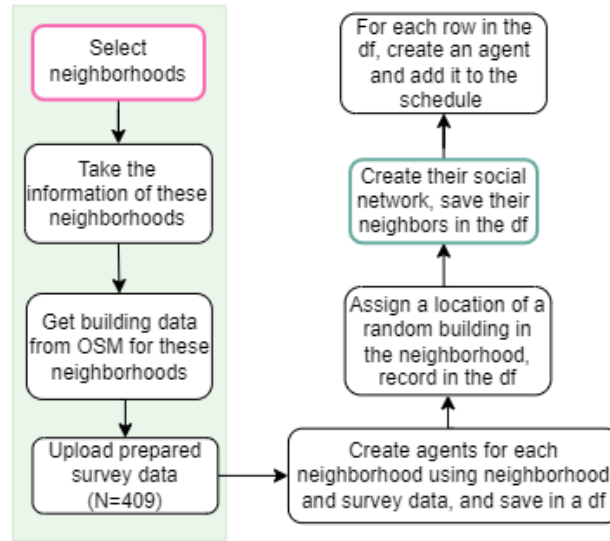 Select
neighborhoods
Take the
information of these
neighborhoods
Get building data
from OSM for these
neighborhoods
Upload prepared
survey data
(N=409)
Create agents for each
neighborhood using neighborhood
and survey data, and save in a df
Assign a location of a
random building in
the neighborhood,
record in the df
Create their social
network, save their
neighbors in the df
For each row in the
df, create an agent
and add it to the
schedule